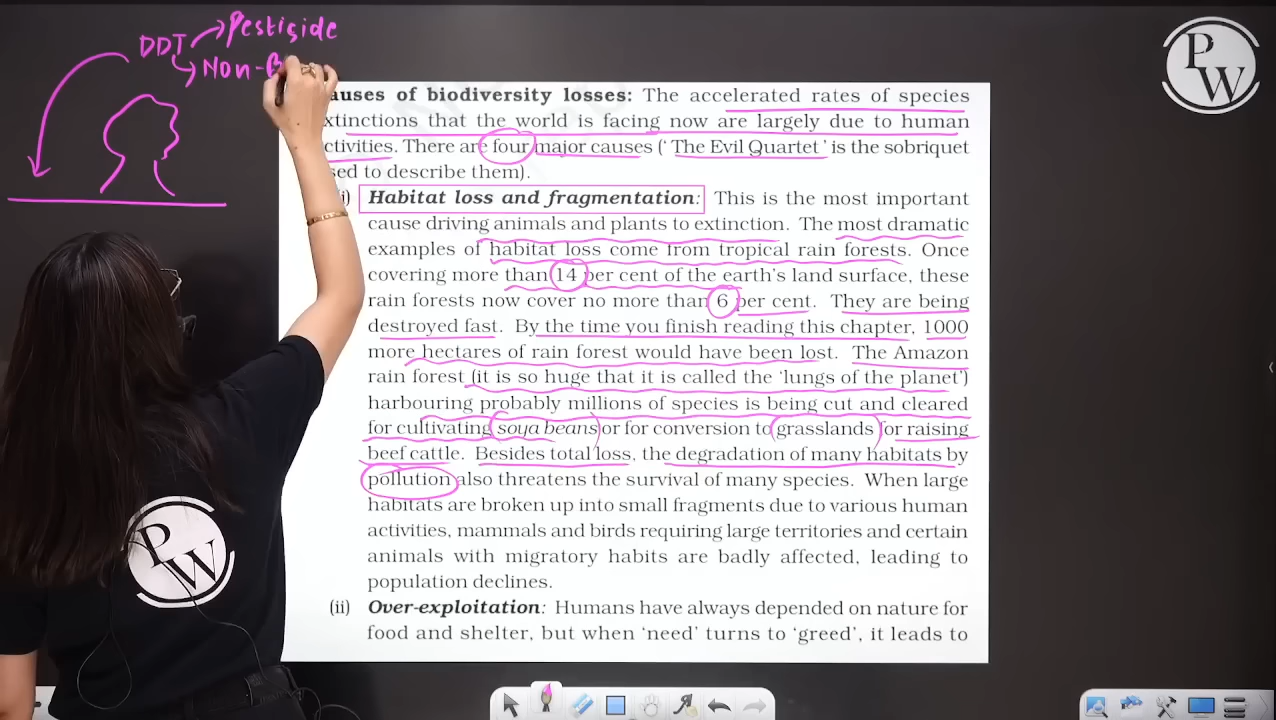 DDT → Pesticide
Non-B
PW
auses of biodiversity losses: The accelerated rates of species
xtinctions that the world is facing now are largely due to human
ctivities. There are four major causes (‘ The Evil Quartet ’ is the sobriquet
sed to describe them).
i) Habitat loss and fragmentation: This is the most important
cause driving animals and plants to extinction. The most dramatic
examples of habitat loss come from tropical rain forests. Once
covering more than 14 per cent of the earth’s land surface, these
rain forests now cover no more than 6 per cent. They are being
destroyed fast. By the time you finish reading this chapter, 1000
more hectares of rain forest would have been lost. The Amazon
rain forest (it is so huge that it is called the ‘lungs of the planet’)
harbouring probably millions of species is being cut and cleared
for cultivating soya beans or for conversion to grasslands for raising
beef cattle. Besides total loss, the degradation of many habitats by
pollution also threatens the survival of many species. When large
habitats are broken up into small fragments due to various human
activities, mammals and birds requiring large territories and certain
animals with migratory habits are badly affected, leading to
population declines.
(ii) Over-exploitation: Humans have always depended on nature for
food and shelter, but when ‘need’ turns to ‘greed’, it leads to
PW